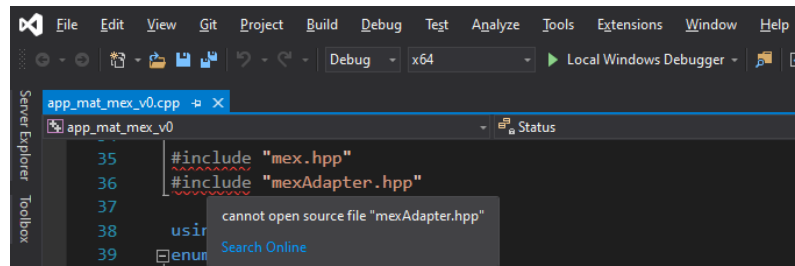 File Edit View Git Project Build Debug Test Analyze Tools Extensions Window Help
Debug x64 Local Windows Debugger
Server Explorer
Toolbox
app_mat_mex_v0.cpp
app_mat_mex_v0 Status
35 #include "mex.hpp"
36 #include "mexAdapter.hpp"
37
38 usin
39 enum
cannot open source file "mexAdapter.hpp"
Search Online